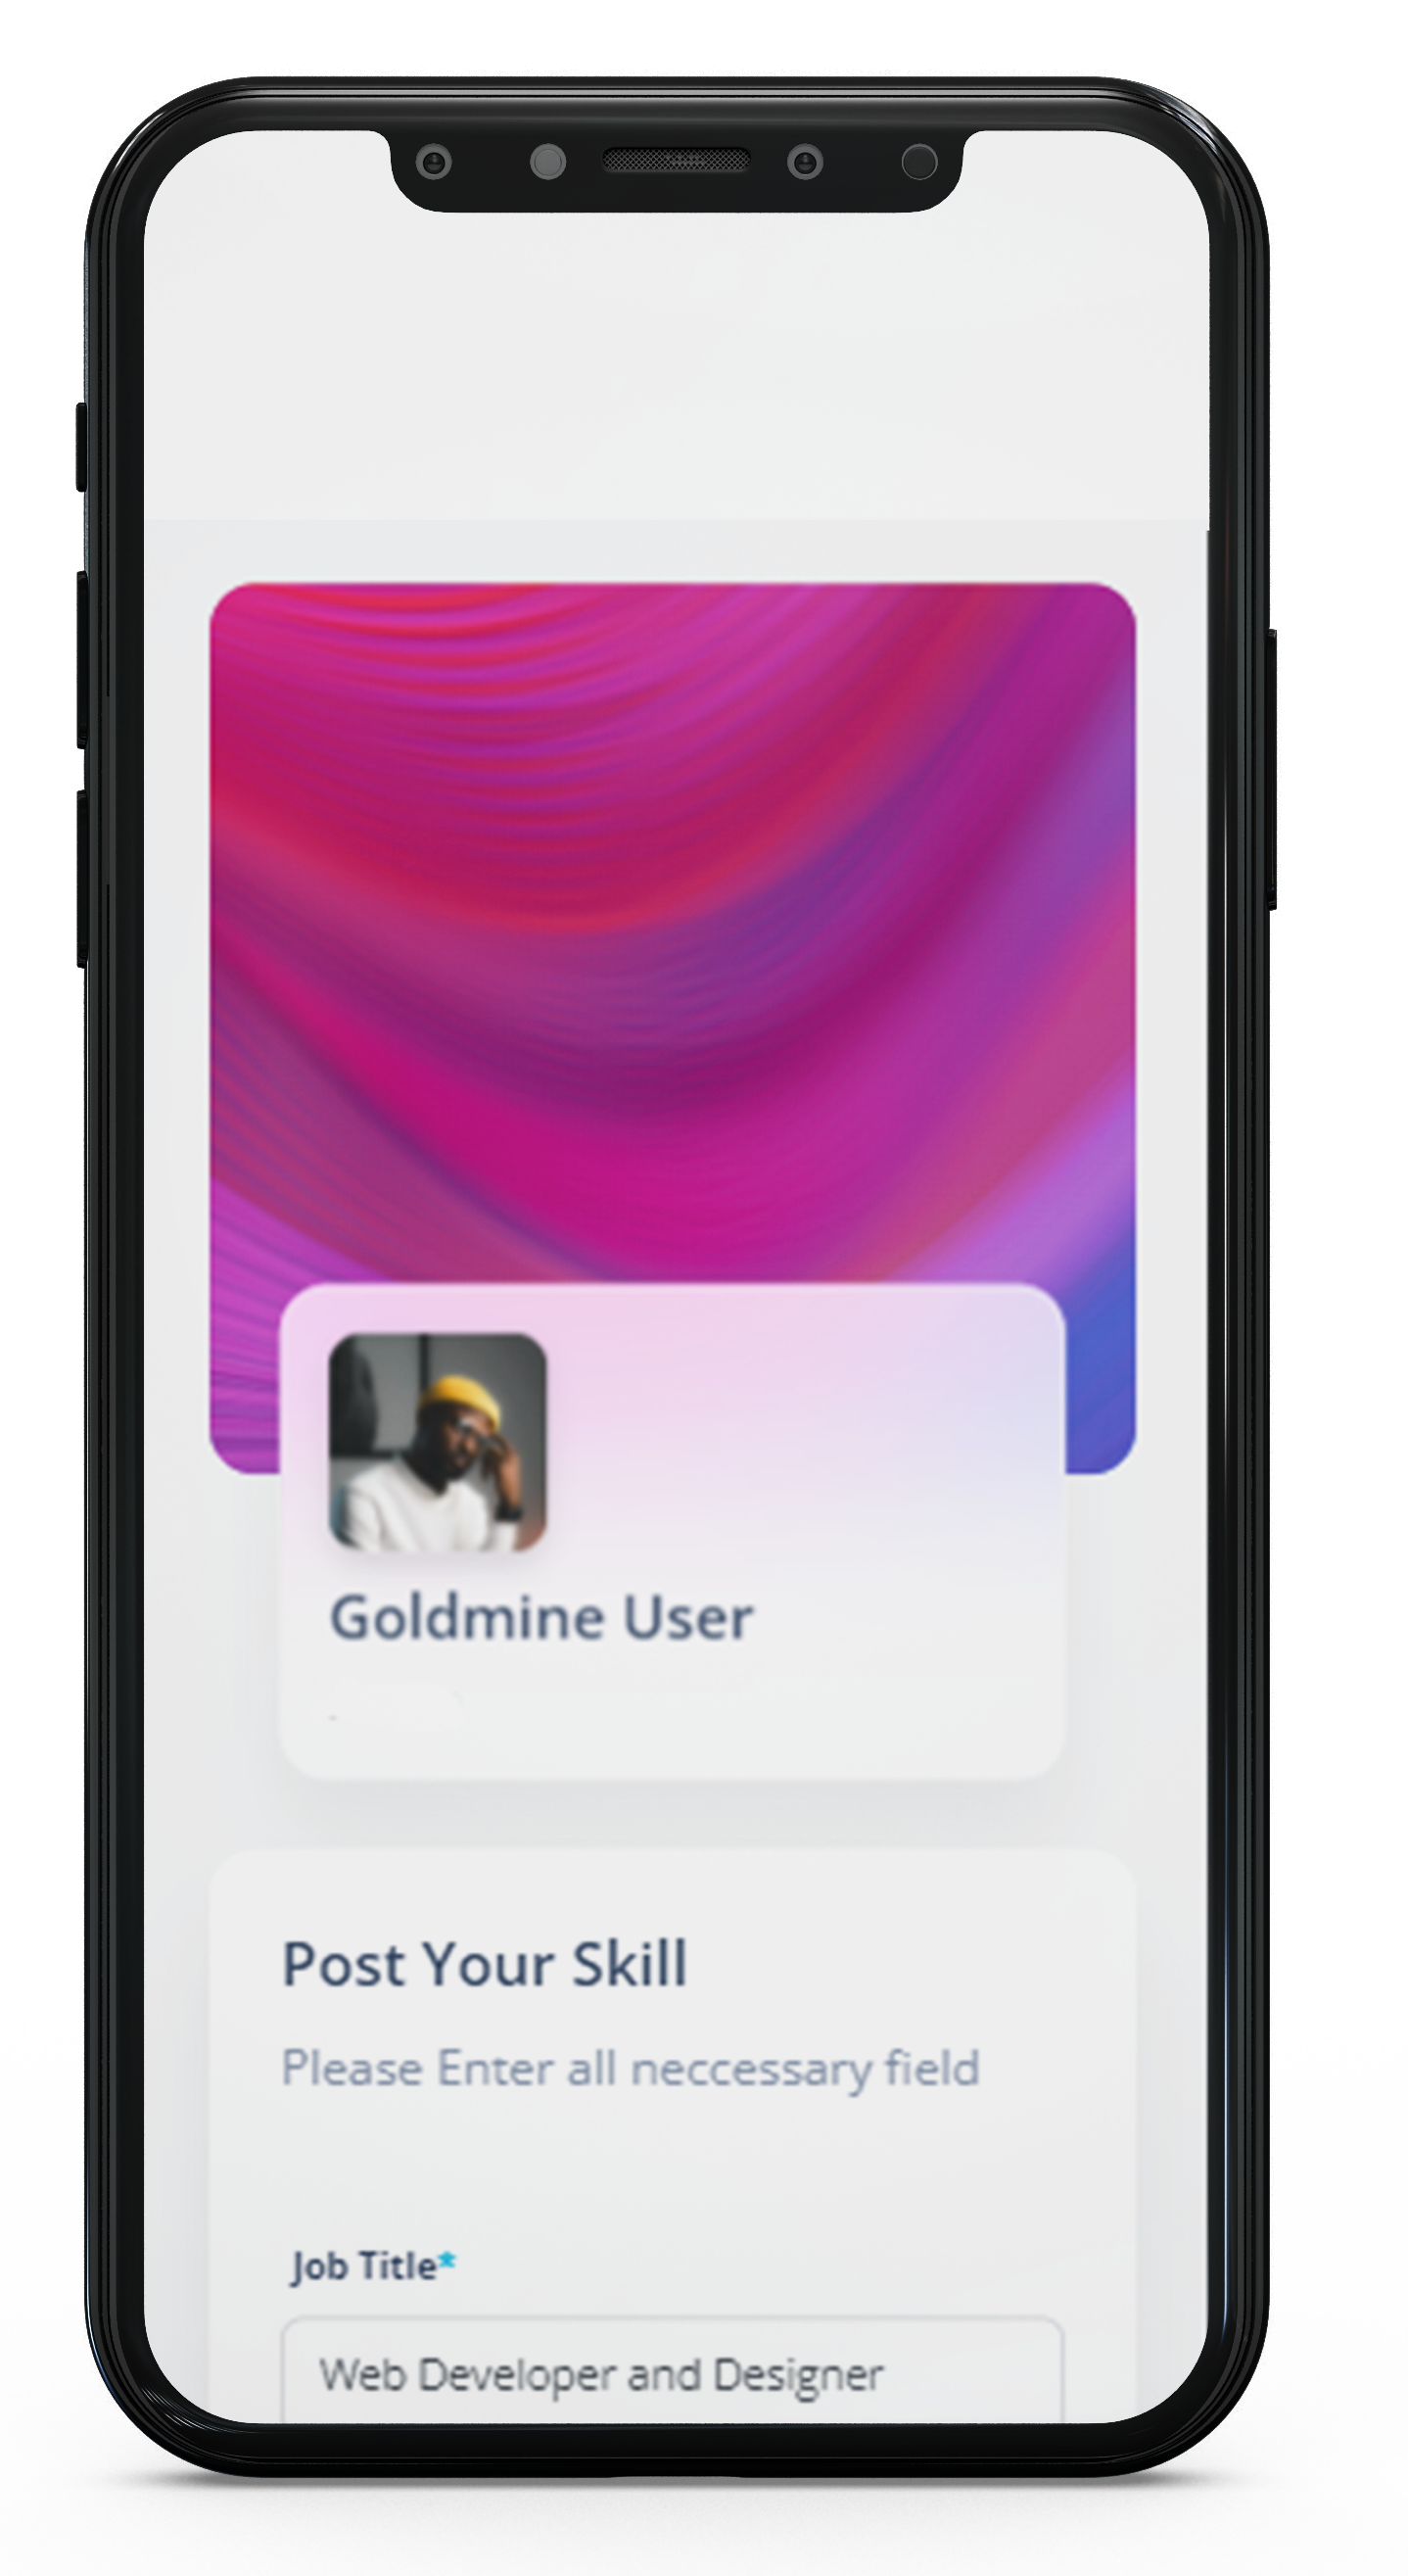 Goldmine User
Post Your Skill
Please Enter all neccessary field
Job Title*
Web Developer and Designer